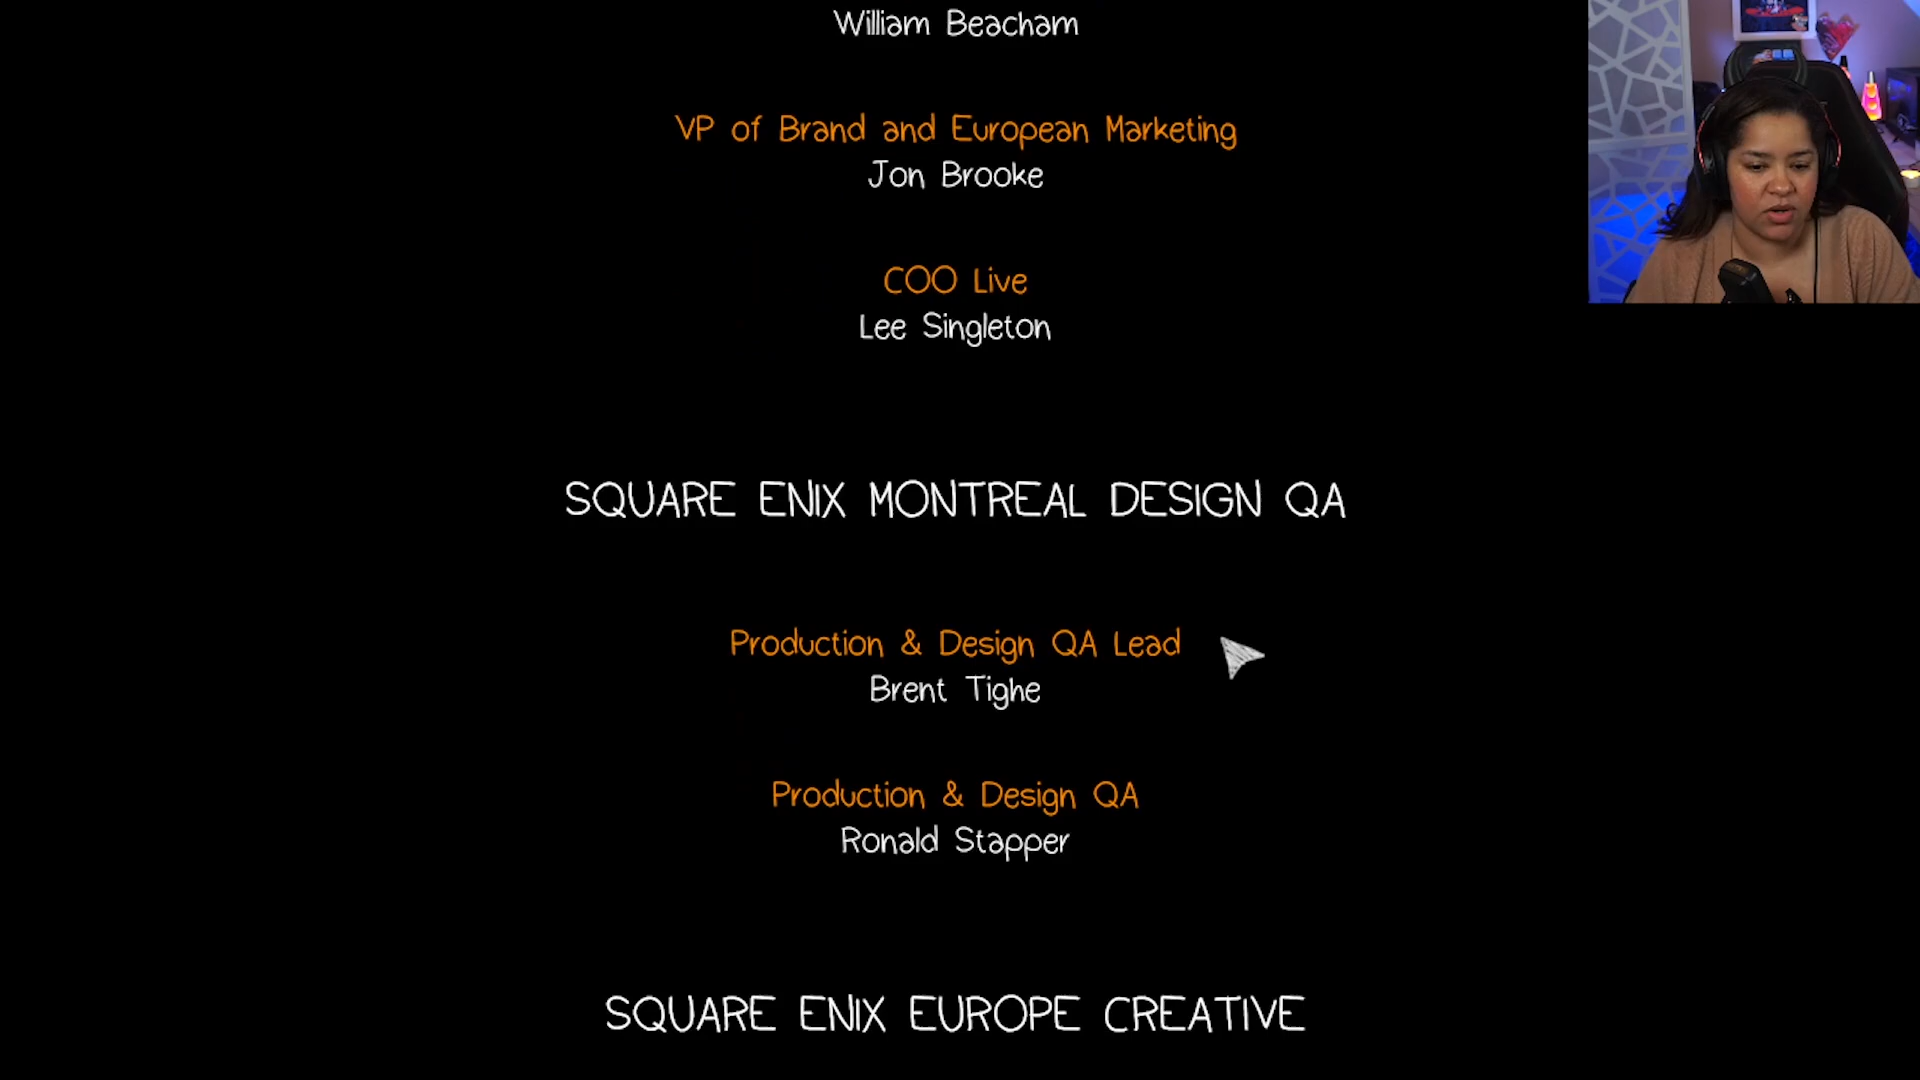 William Beacham
VP of Brand and European Marketing
Jon Brooke
COO Live
Lee Singleton
SQUARE ENIX MONTREAL DESIGN QA
Production & Design QA Lead
Brent Tighe
Production & Design QA
Ronald Stapper
SQUARE ENIX EUROPE CREATIVE